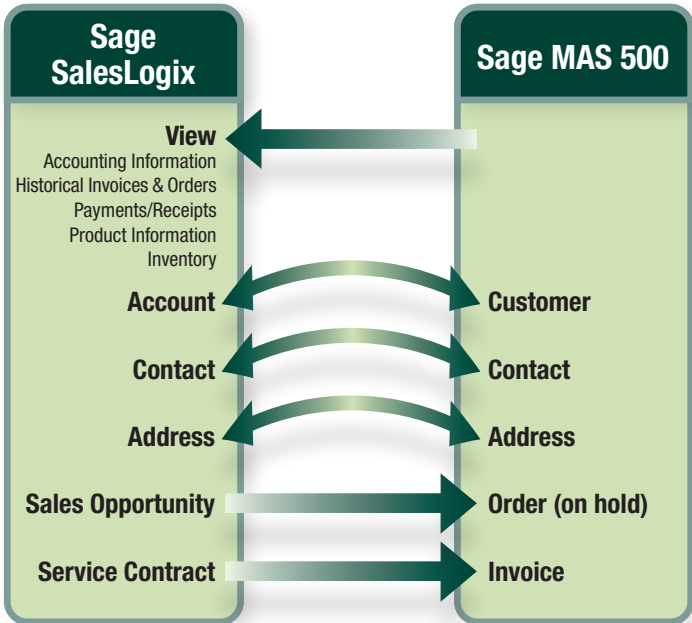 Sage
SalesLogix
Sage MAS 500
View
Accounting Information
Historical Invoices & Orders
Payments/Receipts
Product Information
Inventory
Account
Customer
Contact
Contact
Address
Address
Sales Opportunity
Order (on hold)
Service Contract
Invoice